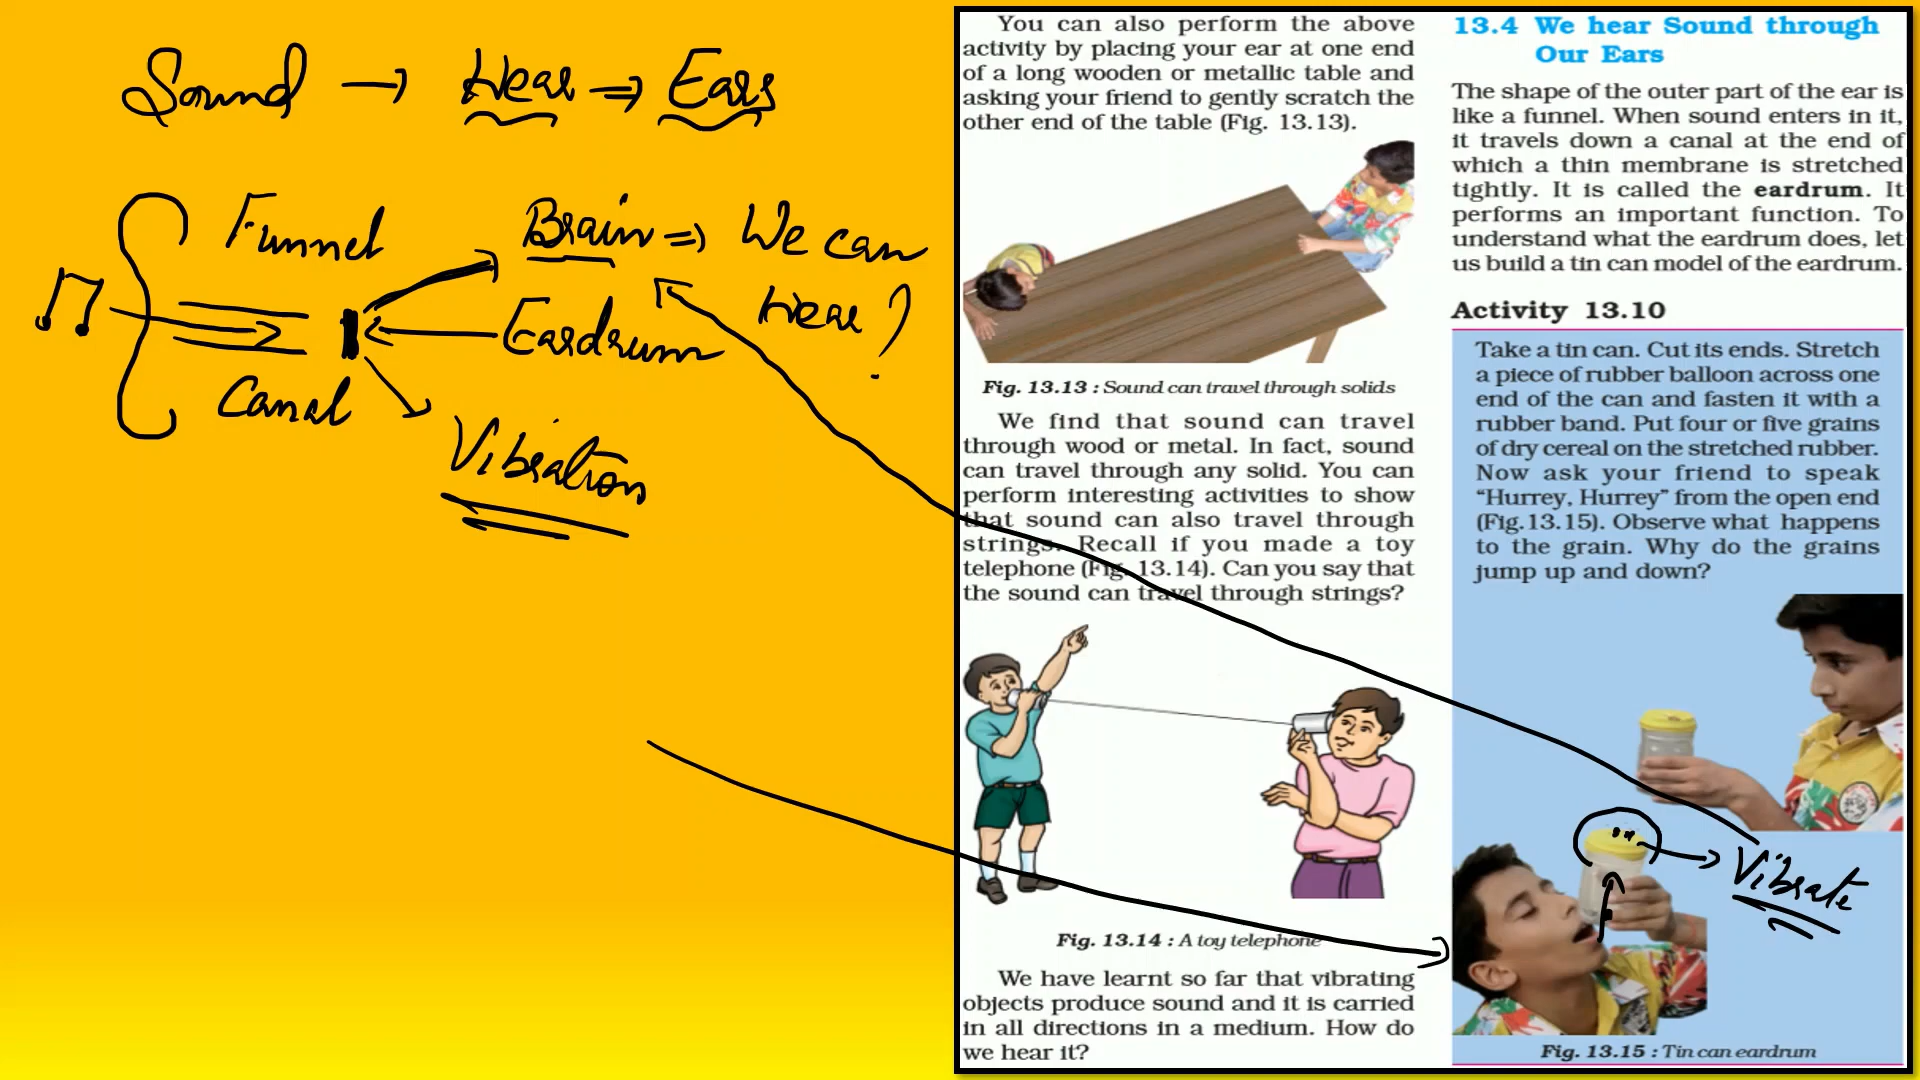 Sound → Hear ⇒ Ears
Funnel
Brain ⇒ We can
Hear?
Eardrum
Canal
Vibration
You can also perform the above
activity by placing your ear at one end
of a long wooden or metallic table and
asking your friend to gently scratch the
other end of the table (Fig. 13.13).
Fig. 13.13 : Sound can travel through solids
We find that sound can travel
through wood or metal. In fact, sound
can travel through any solid. You can
perform interesting activities to show
that sound can also travel through
strings. Recall if you made a toy
telephone (Fig. 13.14). Can you say that
the sound can travel through strings?
Fig. 13.14 : A toy telephone
We have learnt so far that vibrating
objects produce sound and it is carried
in all directions in a medium. How do
we hear it?
13.4 We hear Sound through
Our Ears
The shape of the outer part of the ear is
like a funnel. When sound enters in it,
it travels down a canal at the end of
which a thin membrane is stretched
tightly. It is called the eardrum. It
performs an important function. To
understand what the eardrum does, let
us build a tin can model of the eardrum.
Activity 13.10
Take a tin can. Cut its ends. Stretch
a piece of rubber balloon across one
end of the can and fasten it with a
rubber band. Put four or five grains
of dry cereal on the stretched rubber.
Now ask your friend to speak
“Hurrey, Hurrey” from the open end
(Fig.13.15). Observe what happens
to the grain. Why do the grains
jump up and down?
Vibrate
Fig. 13.15 : Tin can eardrum